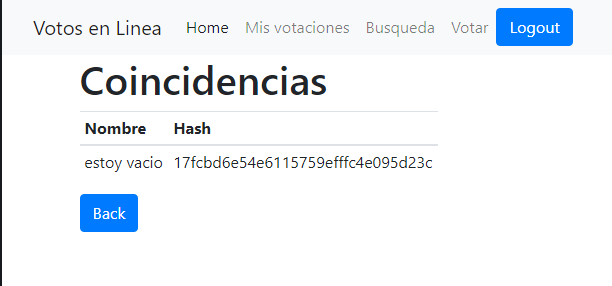 Votos en Linea Home Mis votaciones Busqueda Votar Logout
Coincidencias
Nombre Hash
estoy vacio 17fcbd6e54e6115759efffc4e095d23c
Back